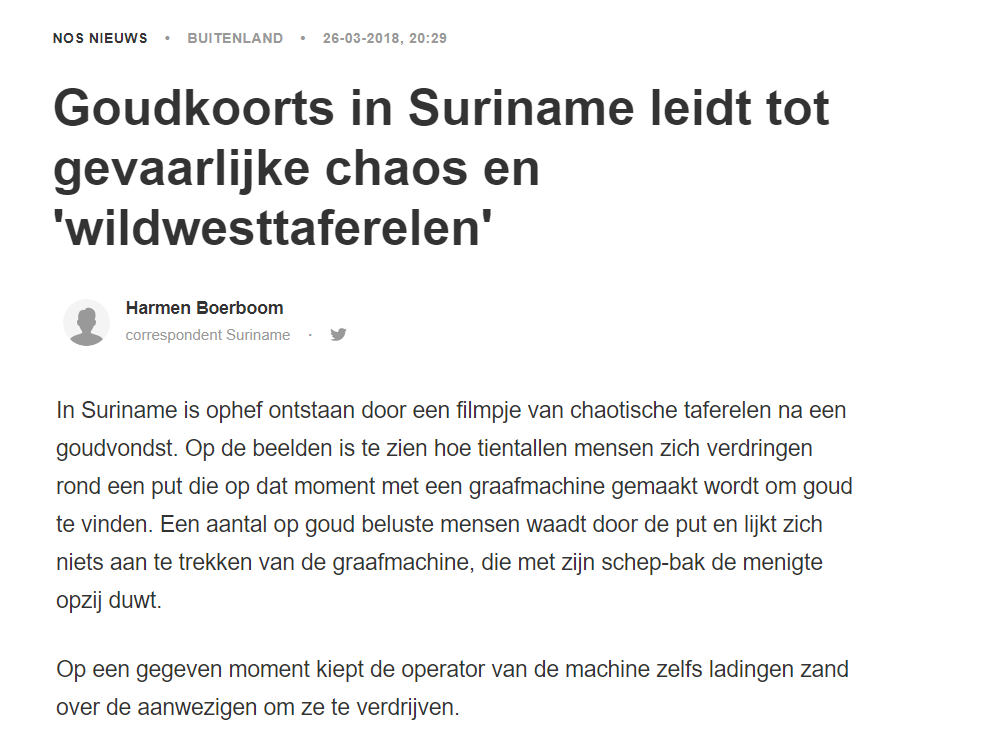 NOS NIEUWS • BUITENLAND • 26-03-2018, 20:29
Goudkoorts in Suriname leidt tot
gevaarlijke chaos en
'wildwesttaferelen'
Harmen Boerboom
correspondent Suriname ·
In Suriname is ophef ontstaan door een filmpje van chaotische taferelen na een
goudvondst. Op de beelden is te zien hoe tientallen mensen zich verdringen
rond een put die op dat moment met een graafmachine gemaakt wordt om goud
te vinden. Een aantal op goud beluste mensen waadt door de put en lijkt zich
niets aan te trekken van de graafmachine, die met zijn schep-bak de menigte
opzij duwt.
Op een gegeven moment kiept de operator van de machine zelfs ladingen zand
over de aanwezigen om ze te verdrijven.